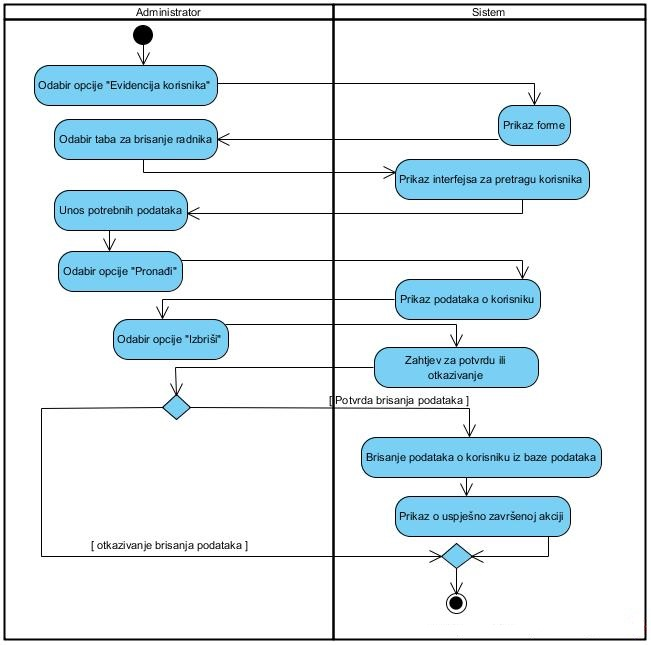 Administrator
Sistem
Odabir opcije "Evidencija korisnika"
Prikaz forme
Odabir taba za brisanje radnika
Prikaz interfejsa za pretragu korisnika
Unos potrebnih podataka
Odabir opcije "Pronađi"
Prikaz podataka o korisniku
Odabir opcije "Izbriši"
Zahtjev za potvrdu ili
otkazivanje
[ Potvrda brisanja podataka ]
Brisanje podataka o korisniku iz baze podataka
Prikaz o uspješno završenoj akciji
[ otkazivanje brisanja podataka ]